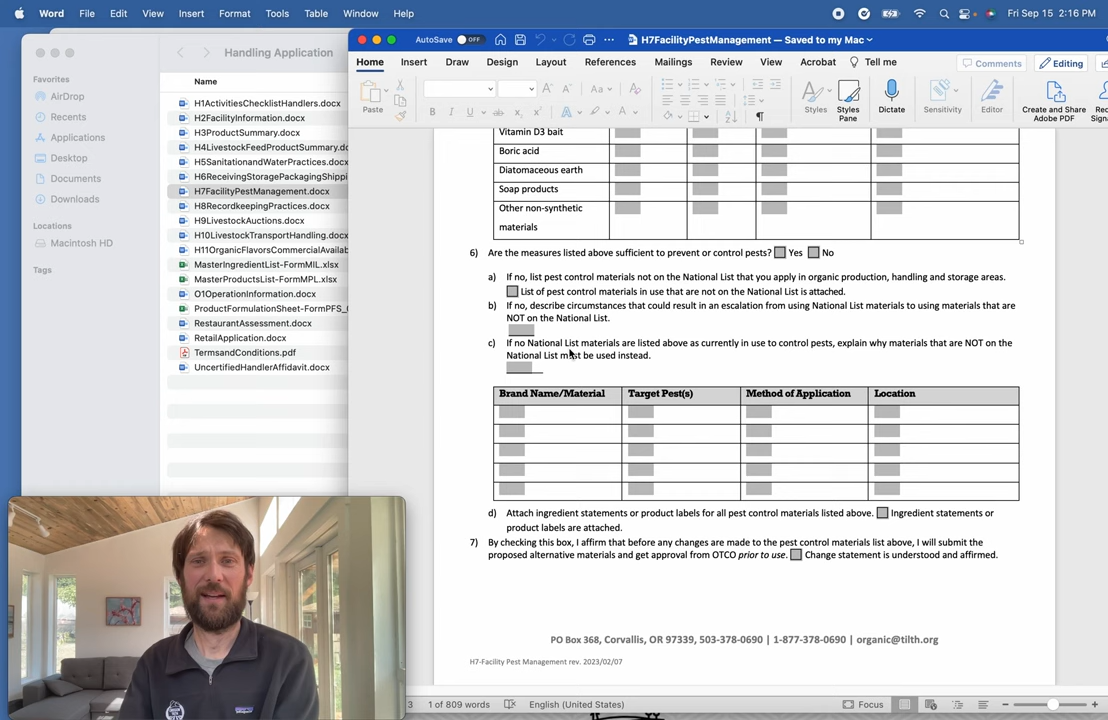 Word File Edit View Insert Format Tools Table Window Help
Fri Sep 15 2:16 PM
Handling Application
Favorites
AirDrop
Recents
Applications
Desktop
Documents
Downloads
Locations
Macintosh HD
Tags
Name
H1ActivitiesChecklistHandlers.docx
H2FacilityInformation.docx
H3ProductSummary.docx
H4LivestockFeedProductSummary.do
H5SanitationandWaterPractices.docx
H6ReceivingStoragePackagingShippi
H7FacilityPestManagement.docx
H8RecordkeepingPractices.docx
H9LivestockAuctions.docx
H10LivestockTransportHandling.docx
H11OrganicFlavorsCommercialAvailab
MasterIngredientList-FormMIL.xlsx
MasterProductsList-FormMPL.xlsx
O1OperationInformation.docx
ProductFormulationSheet-FormPFS_
RestaurantAssessment.docx
RetailApplication.docx
TermsandConditions.pdf
UncertifiedHandlerAffidavit.docx
AutoSave OFF
H7FacilityPestManagement — Saved to my Mac
Home Insert Draw Design Layout References Mailings Review View Acrobat Tell me
Comments Editing
Paste
Styles
Styles Pane
Dictate
Sensitivity
Editor
Create and Share Adobe PDF
Vitamin D3 bait
Boric acid
Diatomaceous earth
Soap products
Other non-synthetic
materials
6) Are the measures listed above sufficient to prevent or control pests? Yes No
a) If no, list pest control materials not on the National List that you apply in organic production, handling and storage areas.
List of pest control materials in use that are not on the National List is attached.
b) If no, describe circumstances that could result in an escalation from using National List materials to using materials that are
NOT on the National List.
c) If no National List materials are listed above as currently in use to control pests, explain why materials that are NOT on the
National List must be used instead.
Brand Name/Material Target Pest(s) Method of Application Location
d) Attach ingredient statements or product labels for all pest control materials listed above. Ingredient statements or
product labels are attached.
7) By checking this box, I affirm that before any changes are made to the pest control materials list above, I will submit the
proposed alternative materials and get approval from OTCO prior to use. Change statement is understood and affirmed.
PO Box 368, Corvallis, OR 97339, 503-378-0690 | 1-877-378-0690 | organic@tilth.org
H7-Facility Pest Management rev. 2023/02/07
3 1 of 809 words English (United States) Focus